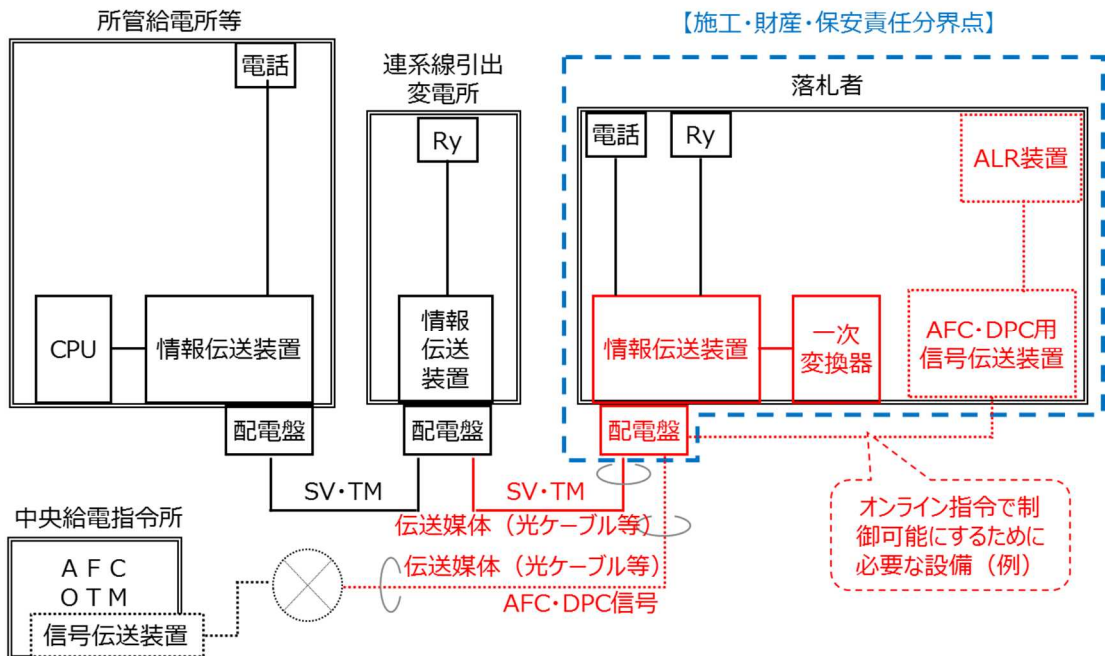 所管給電所等
電話
CPU
情報伝送装置
配電盤
連系線引出
変電所
Ry
情報
伝送
装置
配電盤
【施工・財産・保安責任分界点】
落札者
電話
Ry
ALR装置
情報伝送装置
一次
変換器
AFC・DPC用
信号伝送装置
配電盤
SV・TM
SV・TM
伝送媒体（光ケーブル等）
伝送媒体（光ケーブル等）
AFC・DPC信号
オンライン指令で制
御可能にするために
必要な設備（例）
中央給電指令所
ＡＦＣ
ＯＴＭ
信号伝送装置